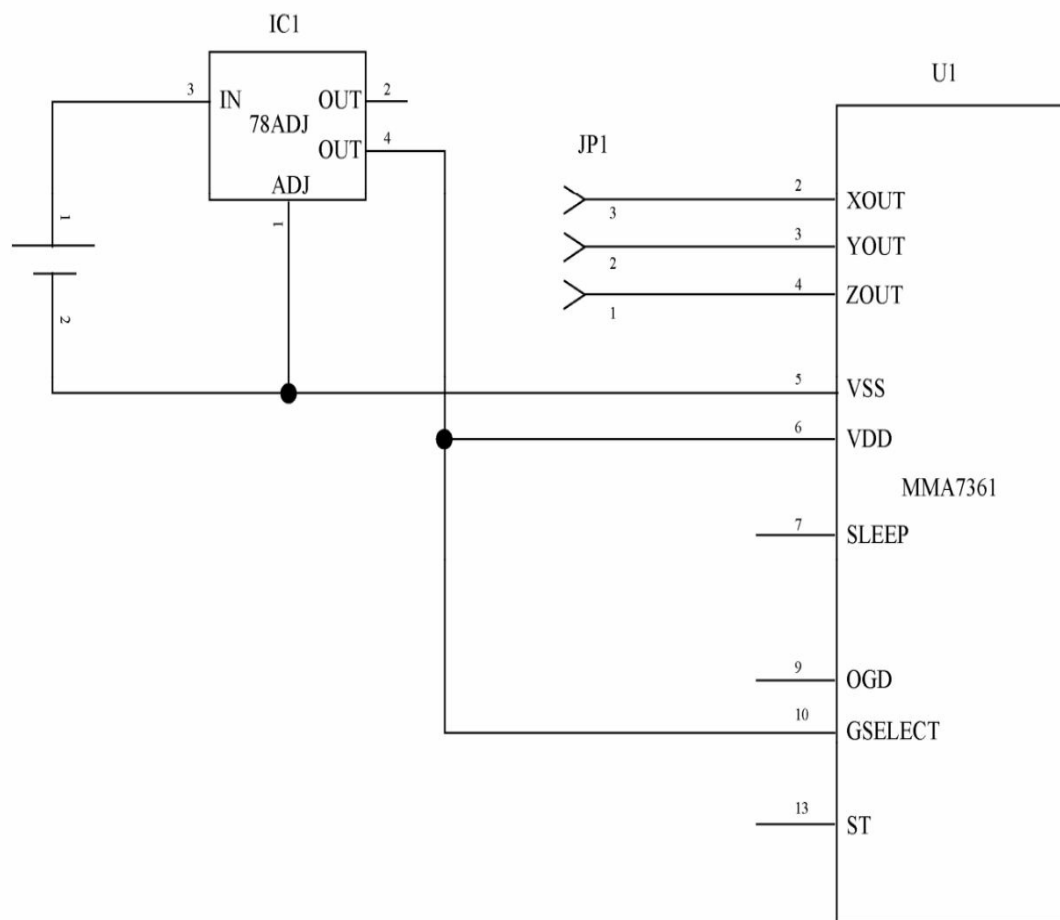 IC1
U1
3
IN
OUT
2
78ADJ
OUT
4
ADJ
1
JP1
3
2
XOUT
2
3
YOUT
1
4
ZOUT
1
2
5
VSS
6
VDD
MMA7361
7
SLEEP
9
OGD
10
GSELECT
13
ST